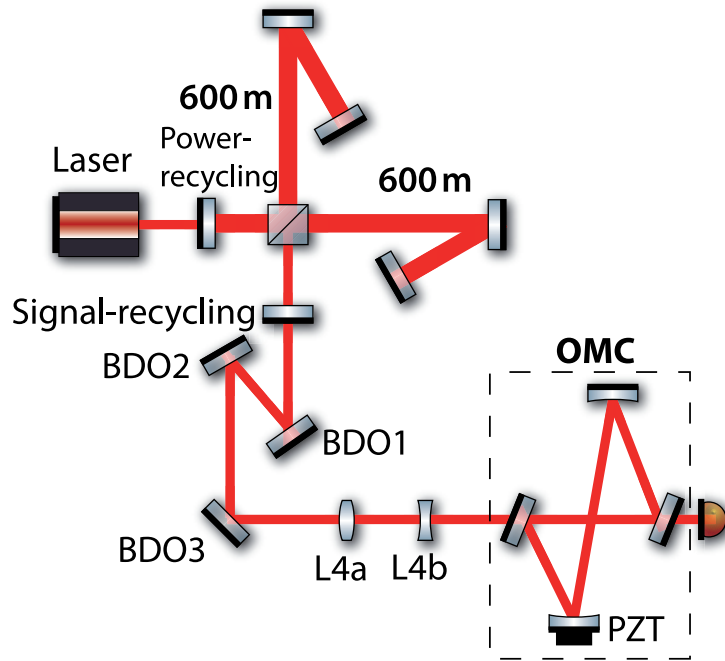 600 m
Power-
recycling
Laser
600 m
Signal-recycling
BDO2
OMC
BDO1
BDO3
L4a
L4b
PZT